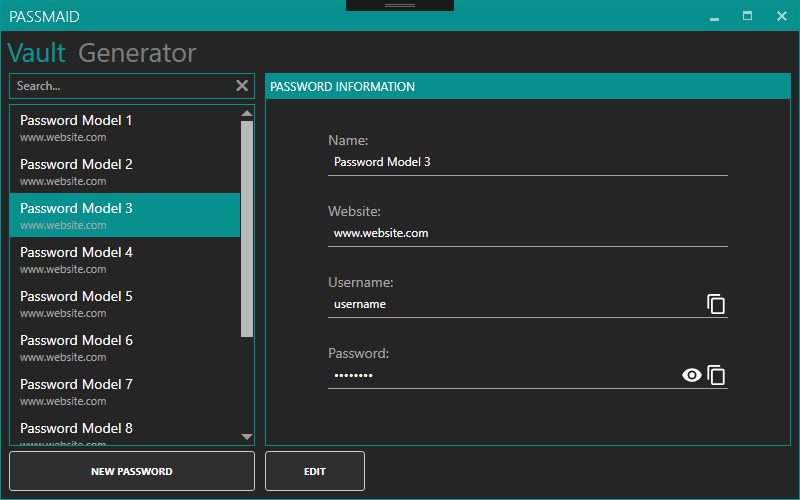 PASSMAID
Vault Generator
Search...
Password Model 1
www.website.com
Password Model 2
www.website.com
Password Model 3
www.website.com
Password Model 4
www.website.com
Password Model 5
www.website.com
Password Model 6
www.website.com
Password Model 7
www.website.com
Password Model 8
www.website.com
NEW PASSWORD
PASSWORD INFORMATION
Name:
Password Model 3
Website:
www.website.com
Username:
username
Password:
••••••••
EDIT